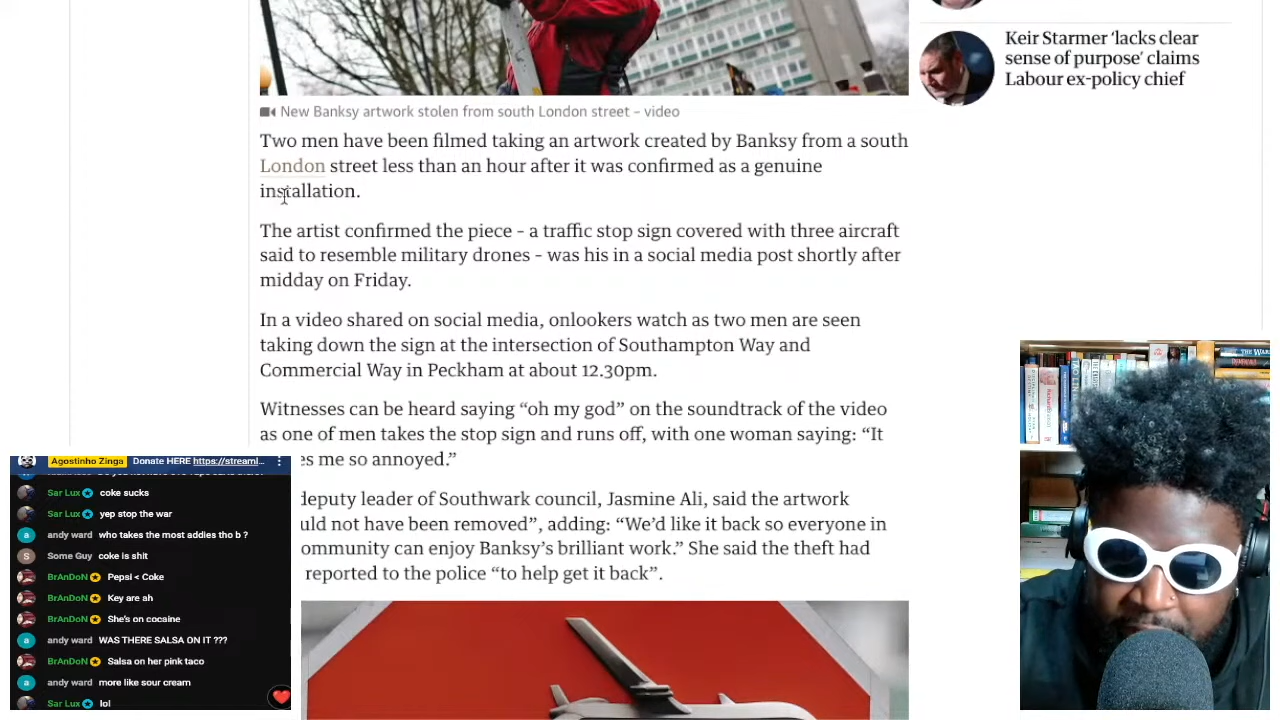 Keir Starmer ‘lacks clear
sense of purpose’ claims
Labour ex-policy chief
New Banksy artwork stolen from south London street – video
Two men have been filmed taking an artwork created by Banksy from a south
London street less than an hour after it was confirmed as a genuine
installation.
The artist confirmed the piece – a traffic stop sign covered with three aircraft
said to resemble military drones – was his in a social media post shortly after
midday on Friday.
In a video shared on social media, onlookers watch as two men are seen
taking down the sign at the intersection of Southampton Way and
Commercial Way in Peckham at about 12.30pm.
Witnesses can be heard saying “oh my god” on the soundtrack of the video
as one of men takes the stop sign and runs off, with one woman saying: “It
es me so annoyed.”
deputy leader of Southwark council, Jasmine Ali, said the artwork
uld not have been removed”, adding: “We’d like it back so everyone in
ommunity can enjoy Banksy’s brilliant work.” She said the theft had
reported to the police “to help get it back”.
Agostinho Zinga Donate HERE https://streaml...
Sar Lux coke sucks
Sar Lux yep stop the war
a andy ward who takes the most addies tho b ?
S Some Guy coke is shit
BrAnDoN Pepsi < Coke
BrAnDoN Key are ah
BrAnDoN She's on cocaine
a andy ward WAS THERE SALSA ON IT ???
BrAnDoN Salsa on her pink taco
a andy ward more like sour cream
Sar Lux lol